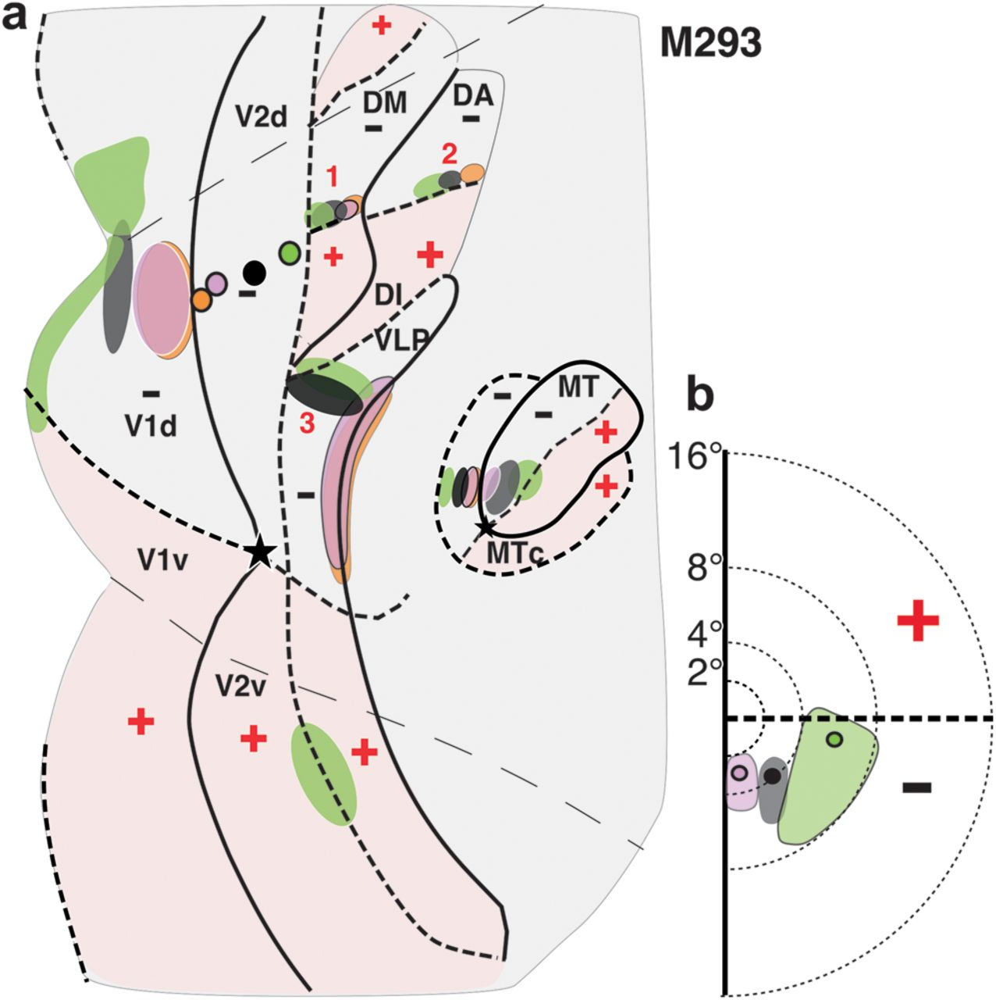 a
M293
+
V2d
DM
-
DA
-
1
2
+
+
-
DI
VLP
-
V1d
3
-
-
MT
-
+
+
MTc
V1v
V2v
+
+
+
b
16°
8°
4°
2°
+
-